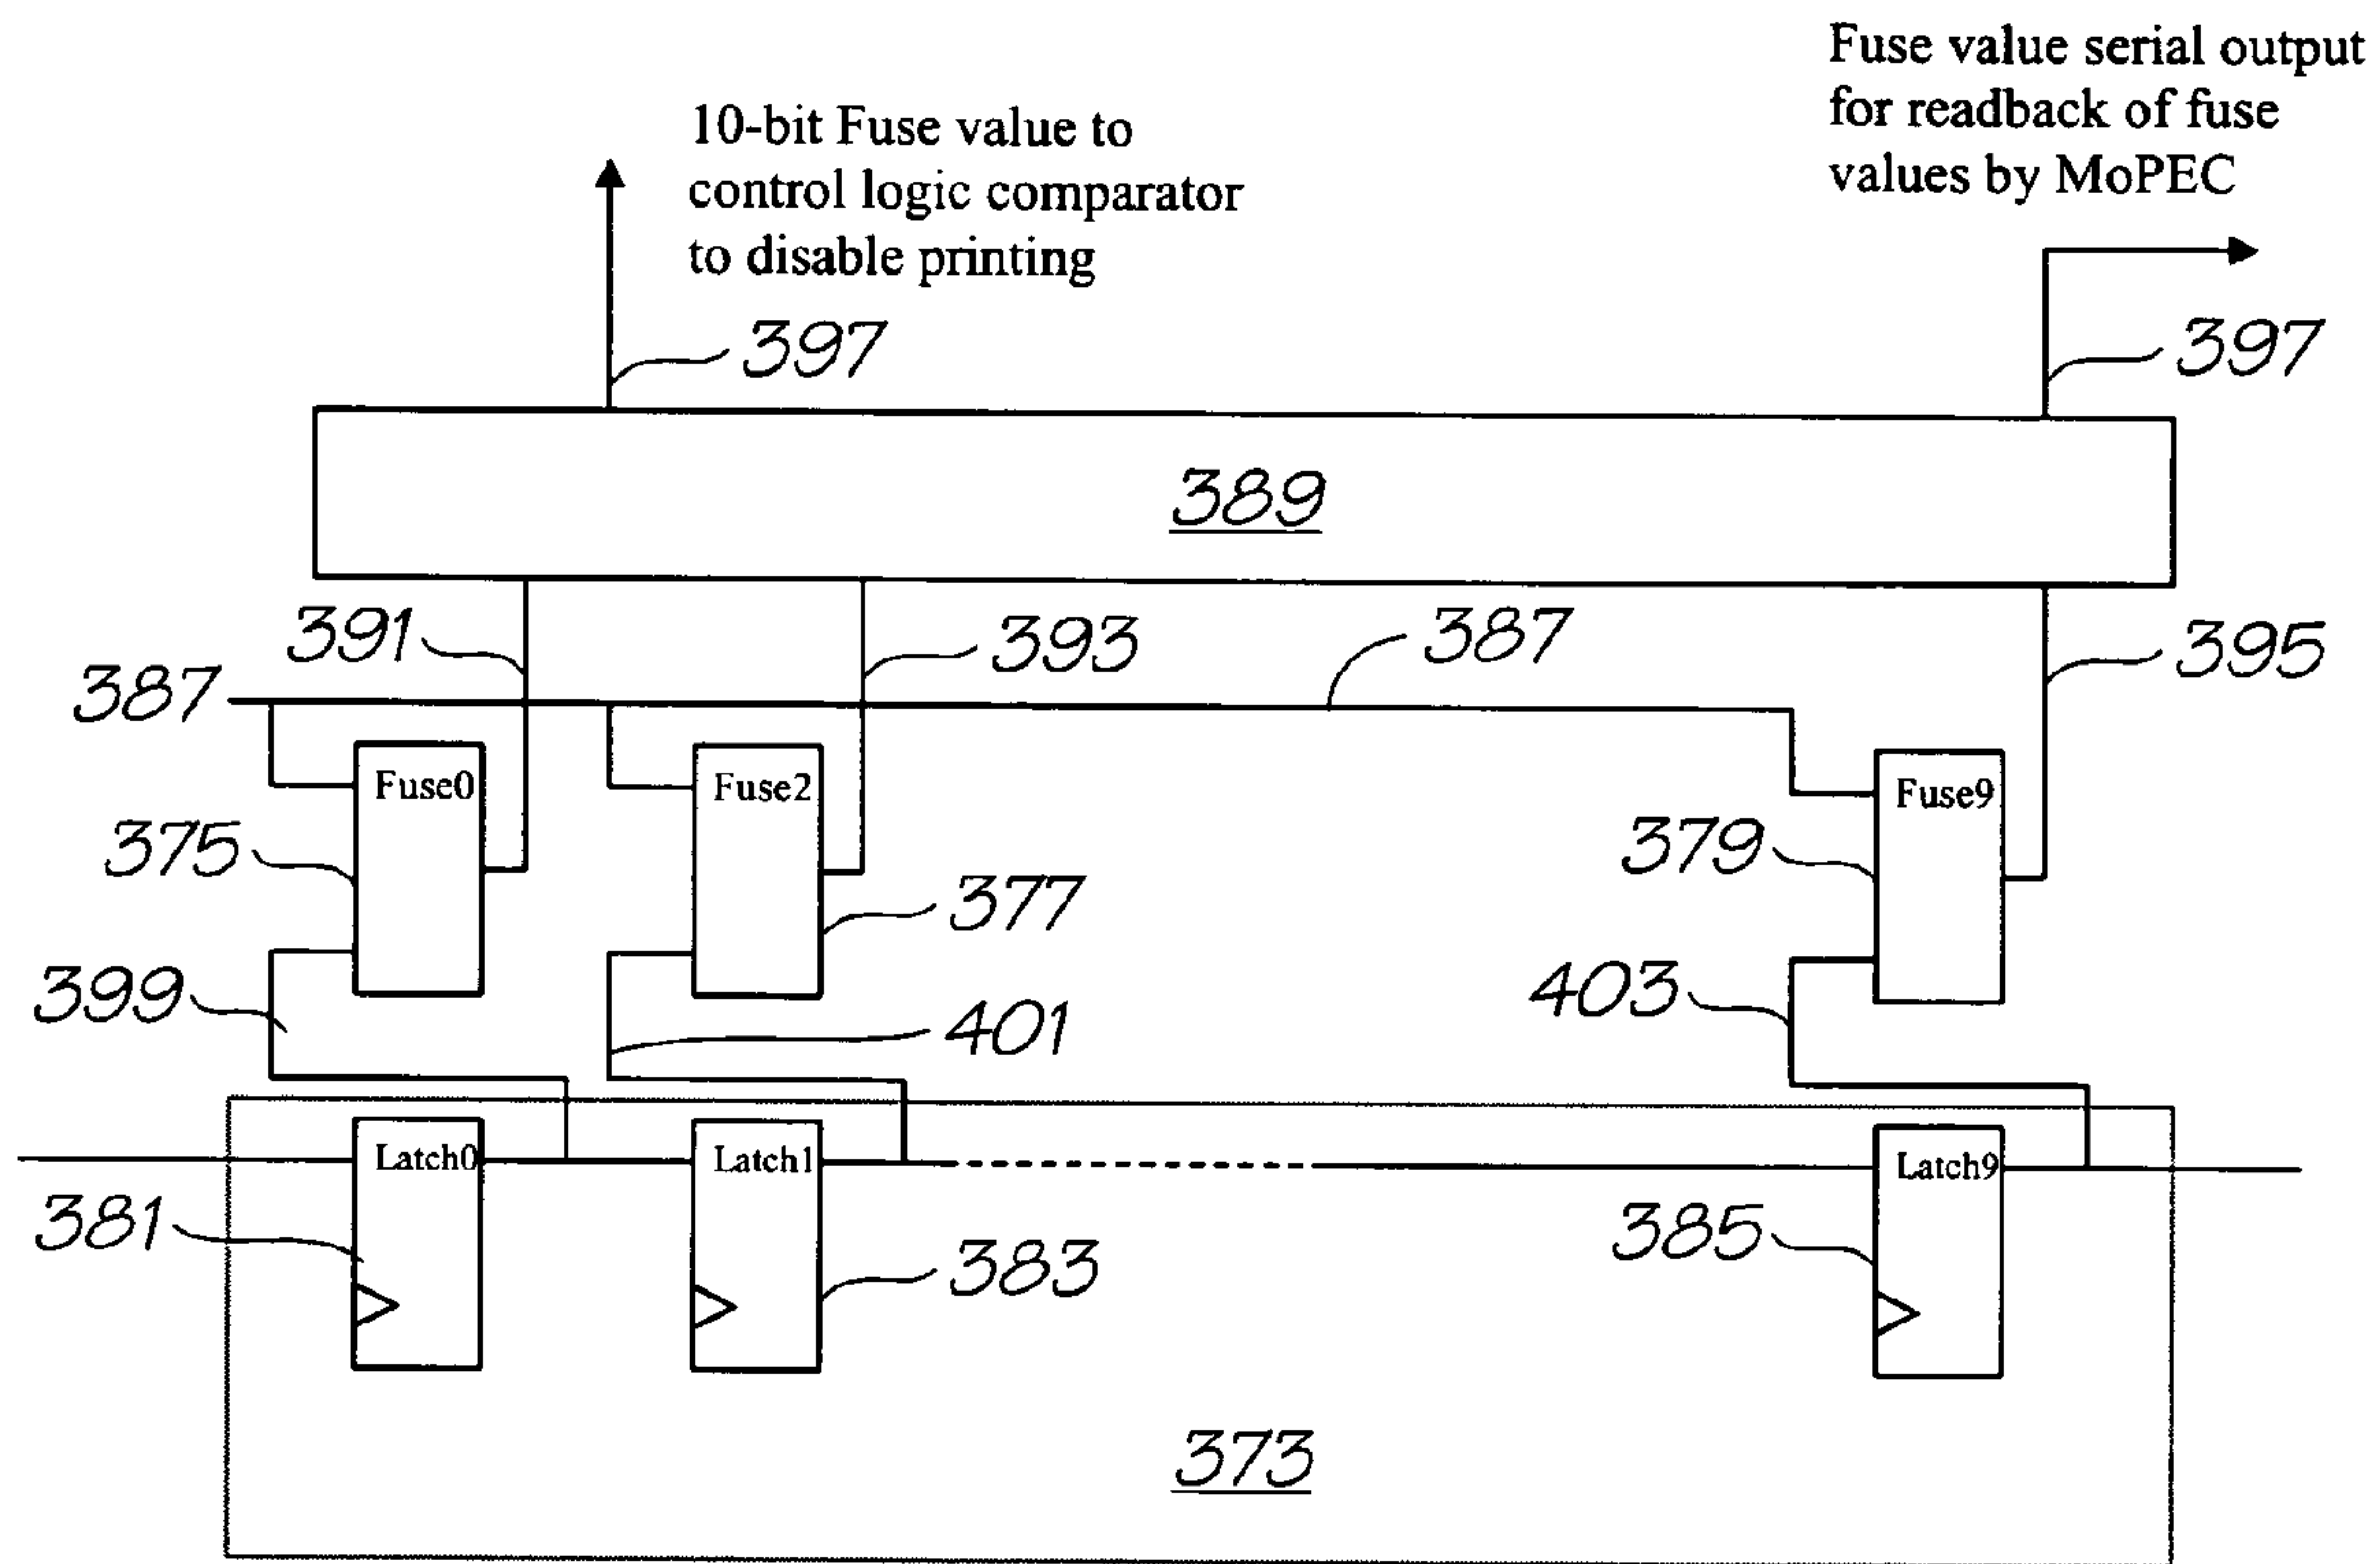 Fuse value serial output
for readback of fuse
values by MoPEC
10-bit Fuse value to
control logic comparator
to disable printing
397
397
389
391
393
387
395
387
Fuse0
Fuse2
Fuse9
375
377
379
399
401
403
Latch0
Latch1
Latch9
381
383
385
373